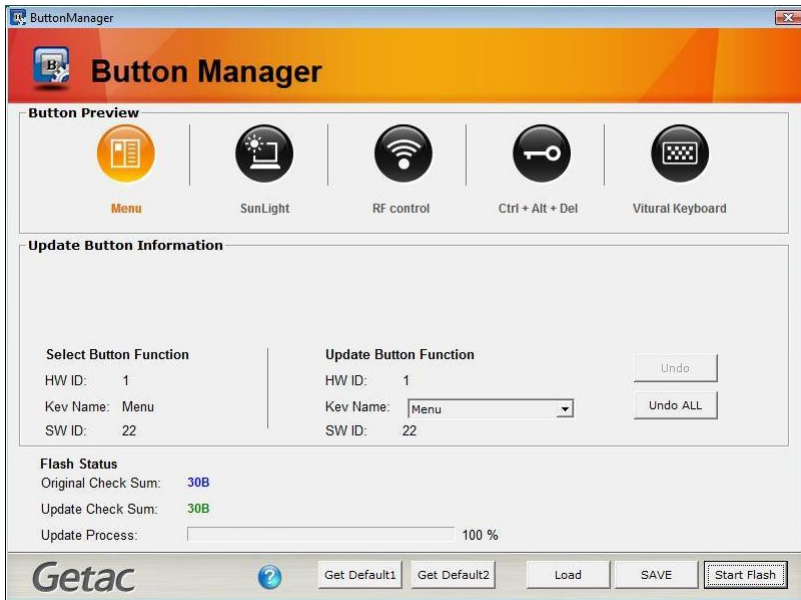 ButtonManager
Button Manager
Button Preview
Menu
SunLight
RF control
Ctrl + Alt + Del
Vitural Keyboard
Update Button Information
Select Button Function
HW ID: 1
Kev Name: Menu
SW ID: 22
Update Button Function
HW ID: 1
Kev Name: Menu
SW ID: 22
Undo
Undo ALL
Flash Status
Original Check Sum: 30B
Update Check Sum: 30B
Update Process: 100 %
Getac
Get Default1
Get Default2
Load
SAVE
Start Flash